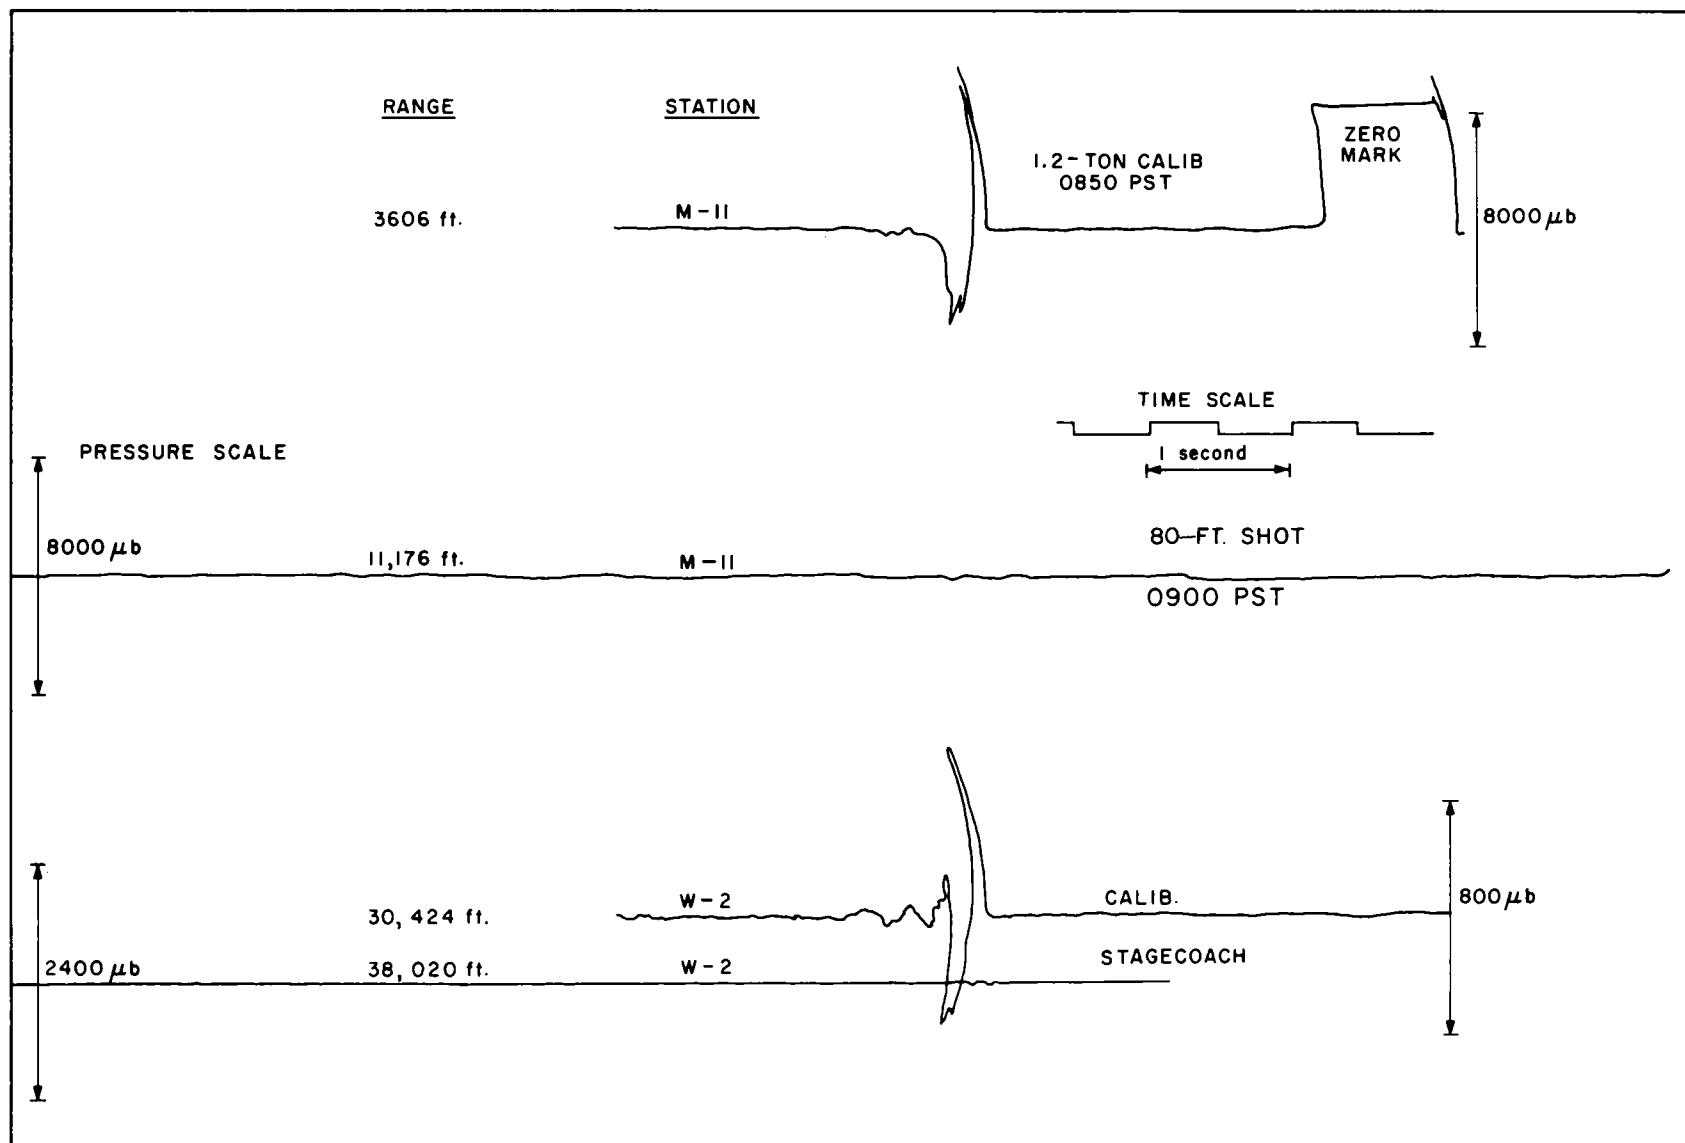 RANGE STATION
1.2-TON CALIB
0850 PST
ZERO
MARK
3606 ft. M-11
8000 μb
TIME SCALE
1 second
PRESSURE SCALE
80-FT. SHOT
8000 μb
11,176 ft. M-11
0900 PST
30,424 ft. W-2 CALIB.
800 μb
2400 μb
38,020 ft. W-2 STAGECOACH